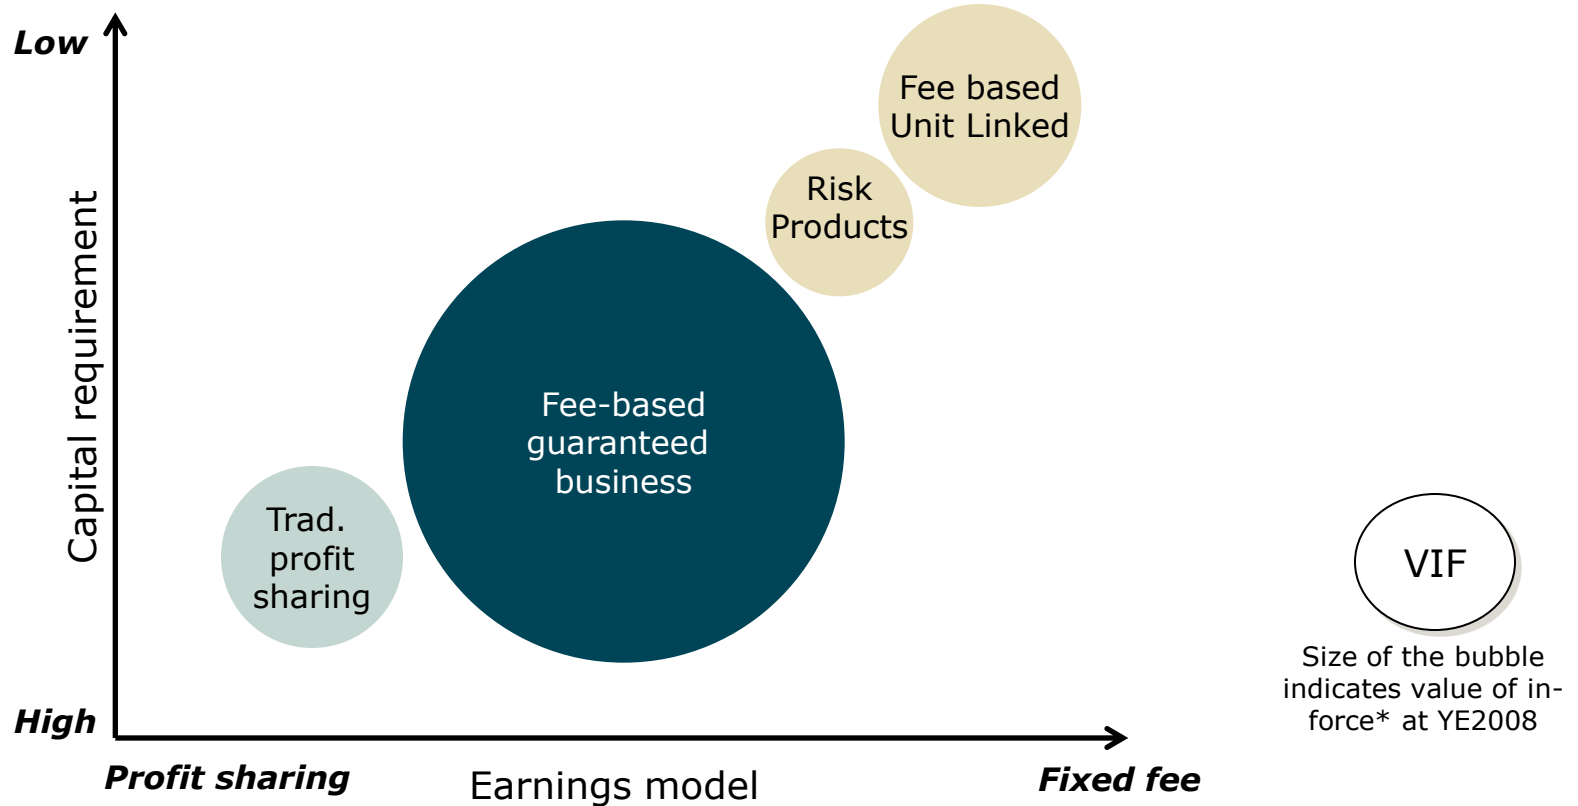 Low
Fee based
Unit Linked
Risk
Products
Capital requirement
Fee-based
guaranteed
business
Trad.
profit
sharing
VIF
Size of the bubble
indicates value of in-
force* at YE2008
High
Profit sharing
Earnings model
Fixed fee